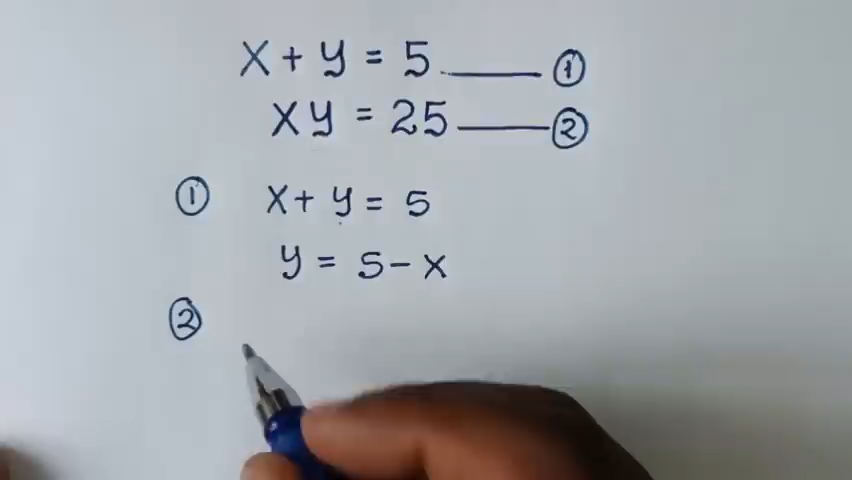 x + y = 5 ——— ①
xy = 25 ——— ②
① x + y = 5
y = 5 - x
②